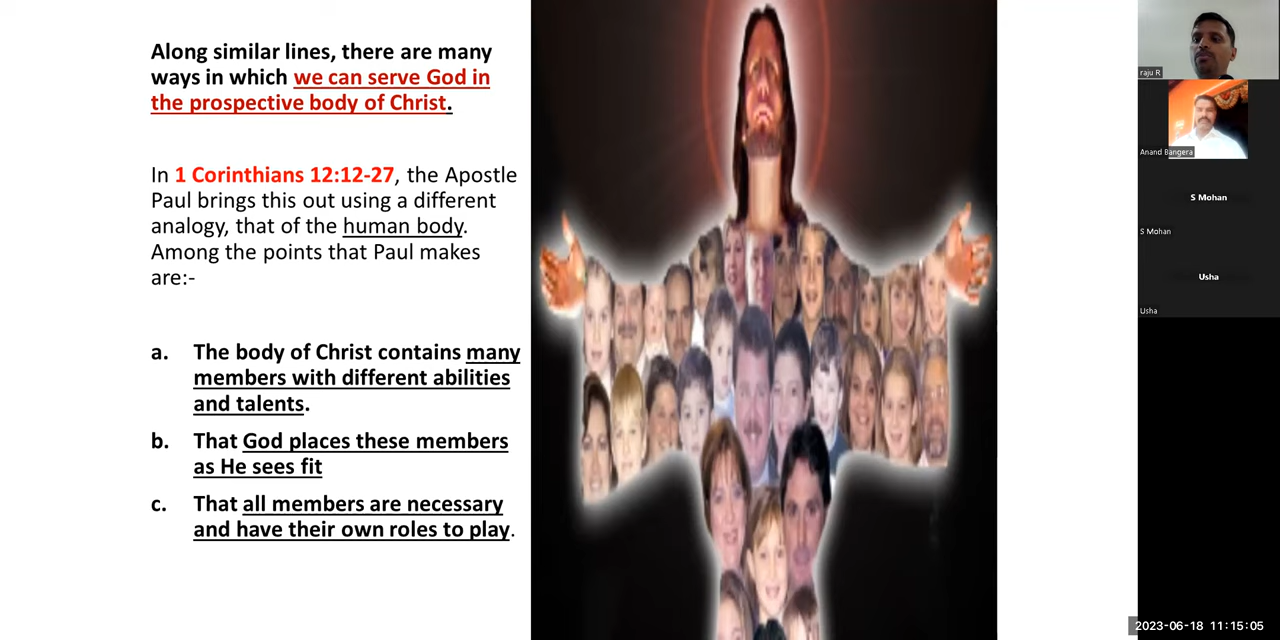 Along similar lines, there are many
ways in which we can serve God in
the prospective body of Christ.
In 1 Corinthians 12:12-27, the Apostle
Paul brings this out using a different
analogy, that of the human body.
Among the points that Paul makes
are:-
a. The body of Christ contains many
members with different abilities
and talents.
b. That God places these members
as He sees fit
c. That all members are necessary
and have their own roles to play.
raju R
Anand Bangera
S Mohan
S Mohan
Usha
Usha
2023-06-18 11:15:05